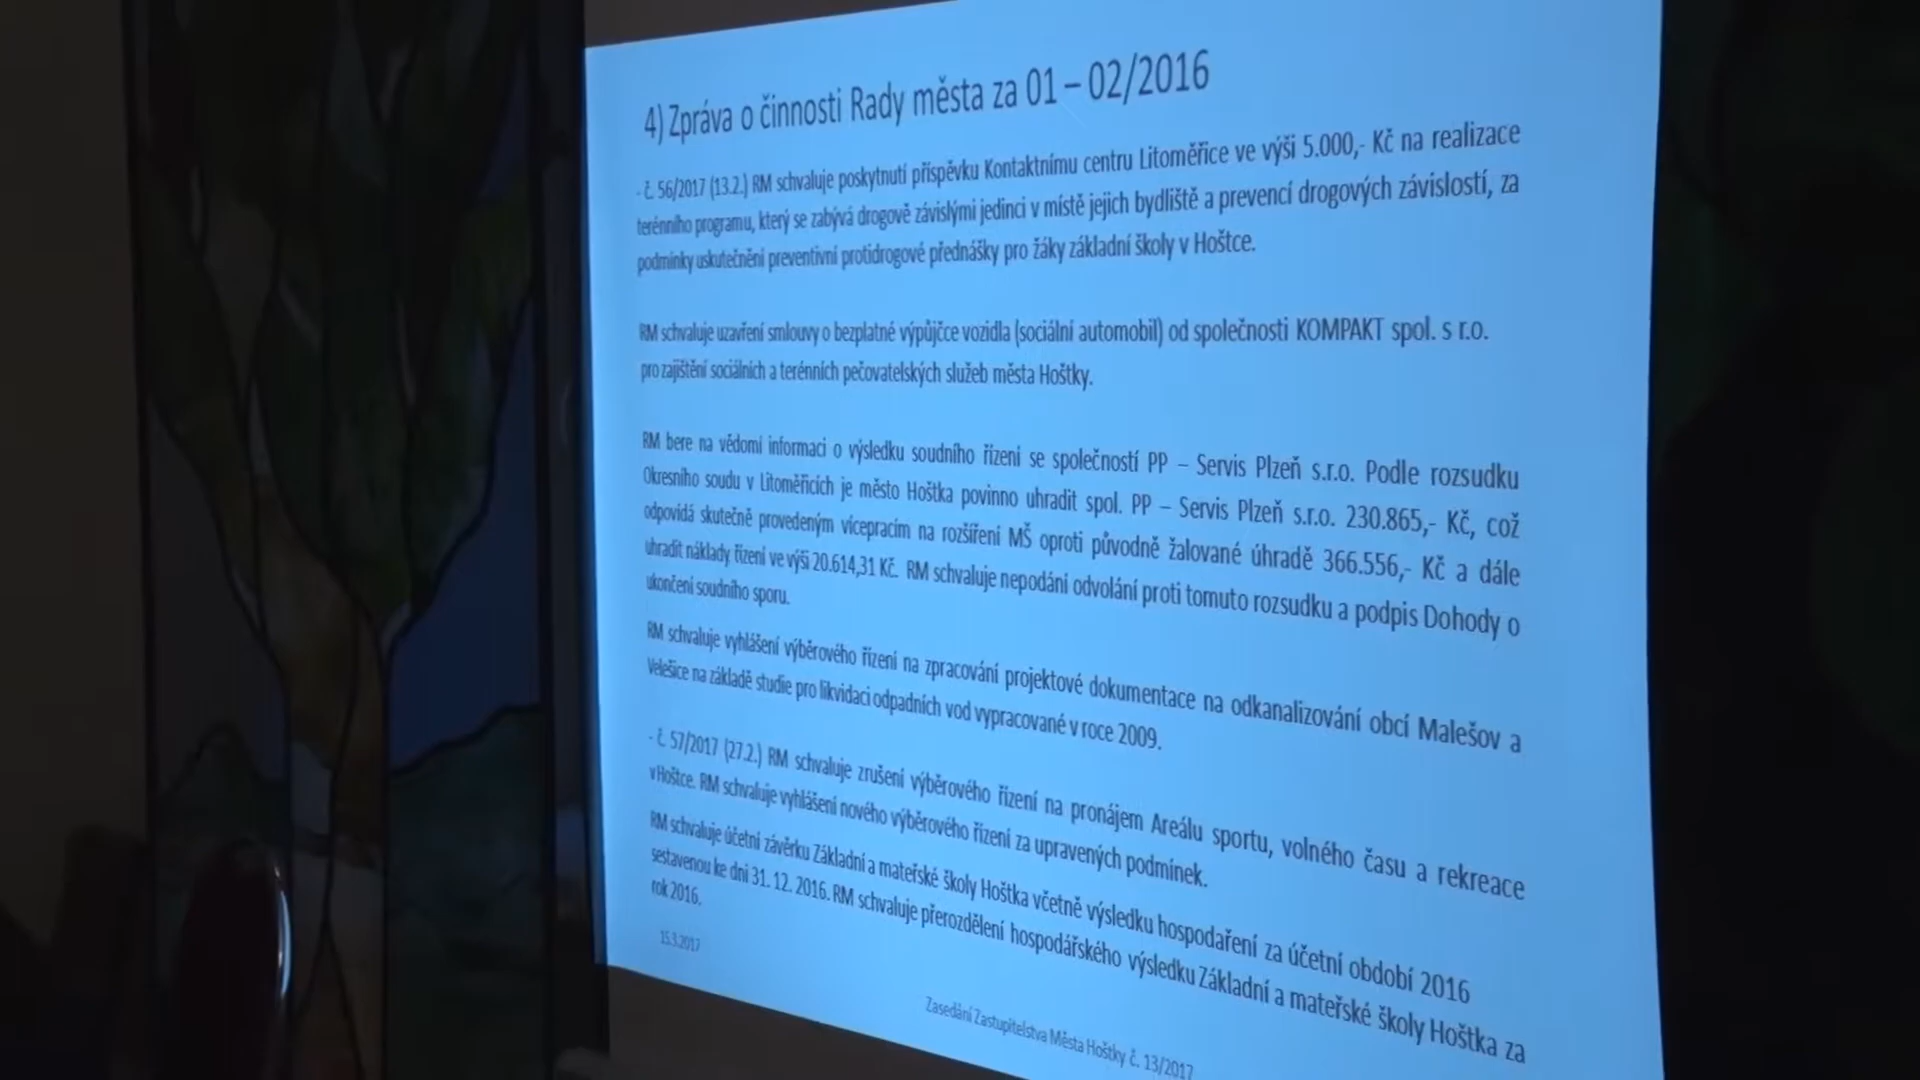 4) Zpráva o činnosti Rady města za 01 – 02/2016
- č. 56/2017 (13.2.) RM schvaluje poskytnutí příspěvku Kontaktnímu centru Litoměřice ve výši 5.000,- Kč na realizace
terénního programu, který se zabývá drogově závislými jedinci v místě jejich bydliště a prevencí drogových závislostí, za
podmínky uskutečnění preventivní protidrogové přednášky pro žáky základní školy v Hoštce.
RM schvaluje uzavření smlouvy o bezplatné výpůjčce vozidla (sociální automobil) od společnosti KOMPAKT spol. s r.o.
pro zajištění sociálních a terénních pečovatelských služeb města Hoštky.
RM bere na vědomí informaci o výsledku soudního řízení se společností PP – Servis Plzeň s.r.o. Podle rozsudku
Okresního soudu v Litoměřicích je město Hoštka povinno uhradit spol. PP – Servis Plzeň s.r.o. 230.865,- Kč, což
odpovídá skutečně provedeným vícepracím na rozšíření MŠ oproti původně žalované úhradě 366.556,- Kč a dále
uhradit náklady řízení ve výši 20.614,31 Kč. RM schvaluje nepodání odvolání proti tomuto rozsudku a podpis Dohody o
ukončení soudního sporu.
RM schvaluje vyhlášení výběrového řízení na zpracování projektové dokumentace na odkanalizování obcí Malešov a
Velešice na základě studie pro likvidaci odpadních vod vypracované v roce 2009.
- č. 57/2017 (27.2.) RM schvaluje zrušení výběrového řízení na pronájem Areálu sportu, volného času a rekreace
v Hoštce. RM schvaluje vyhlášení nového výběrového řízení za upravených podmínek.
RM schvaluje účetní závěrku Základní a mateřské školy Hoštka včetně výsledku hospodaření za účetní období 2016
sestavenou ke dni 31. 12. 2016. RM schvaluje přerozdělení hospodářského výsledku Základní a mateřské školy Hoštka za
rok 2016.
15.3.2017
Zasedání Zastupitelstva Města Hoštky č. 13/2017